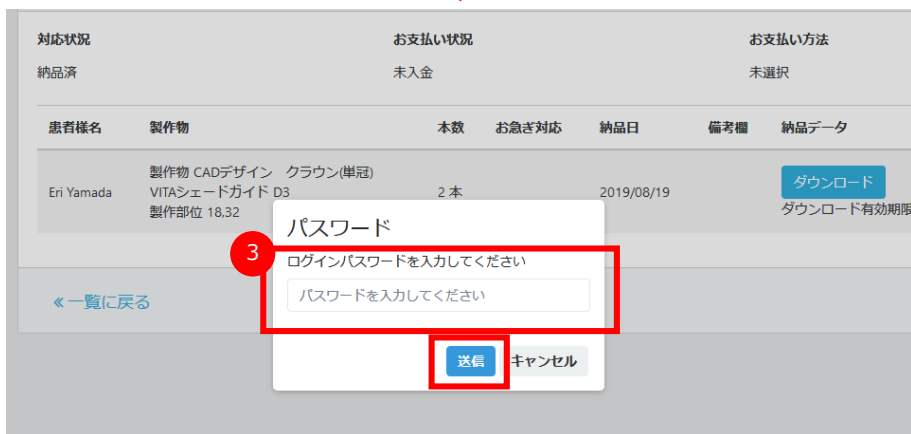 対応状況 お支払い状況 お支払い方法
納品済 未入金 未選択
患者様名 製作物 本数 お急ぎ対応 納品日 備考欄 納品データ
製作物 CADデザイン クラウン(単冠)
Eri Yamada VITAシェードガイド D3 2 本 2019/08/19 ダウンロード
製作部位 18,32 ダウンロード有効期限
パスワード
3
ログインパスワードを入力してください
パスワードを入力してください
«一覧に戻る
送信 キャンセル